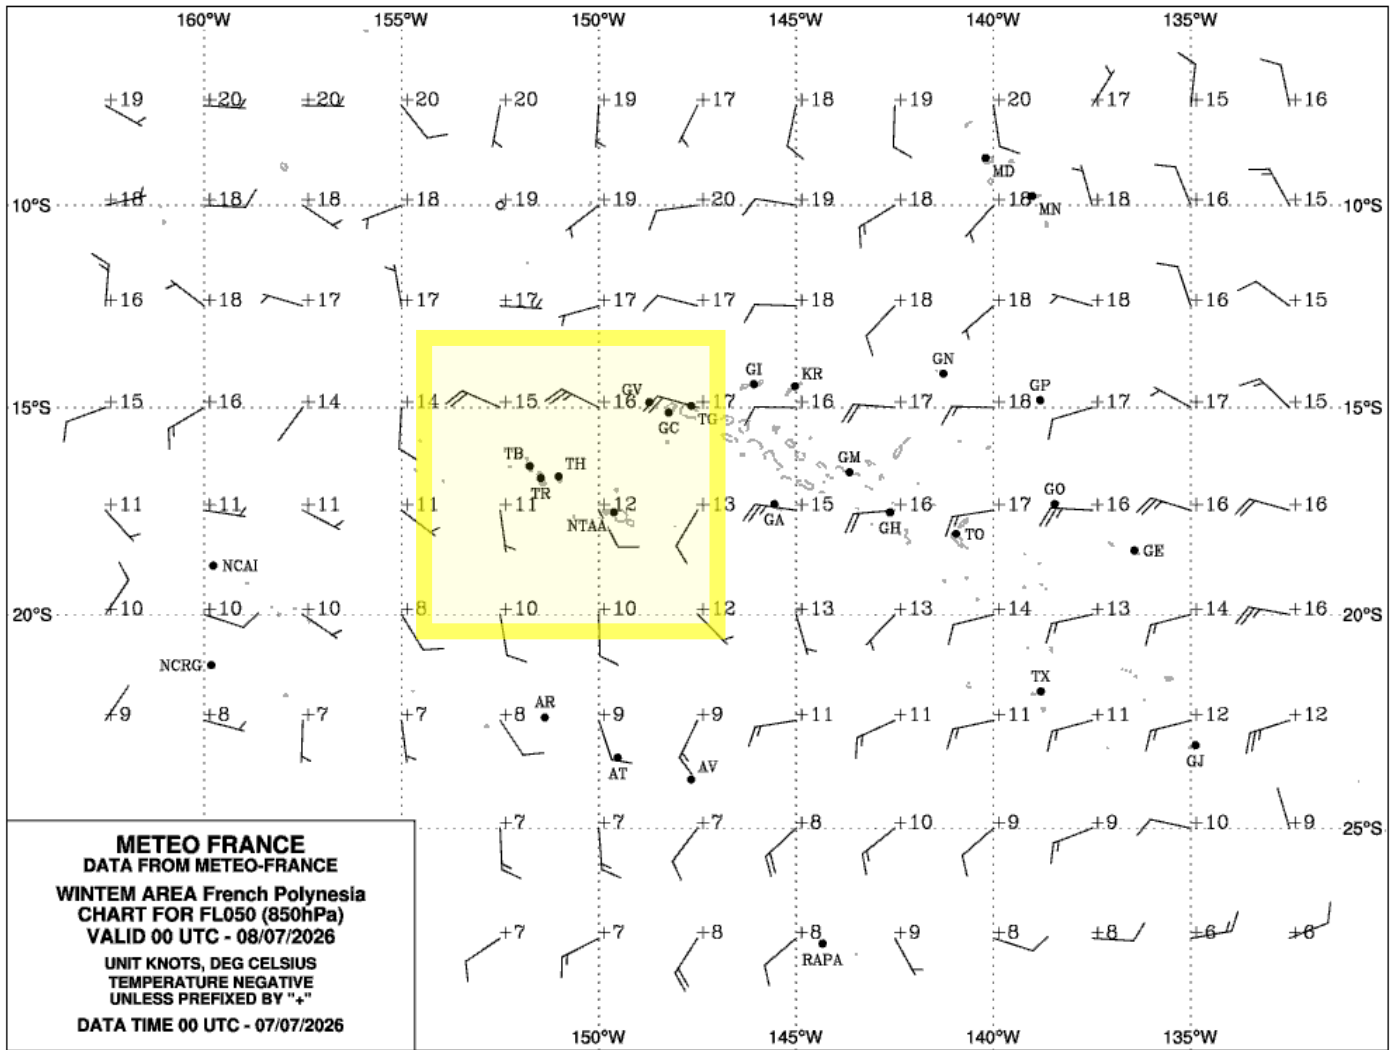 160°W 155°W 150°W 145°W 140°W 135°W
+19 +20 +20 +20 +20 +19 +17 +18 +19 +20 +17 +15 +16
MD
10°S +18 +18 +18 +18 +19 +19 +20 +19 +18 +18 MN +18 +16 +15 10°S
+16 +18 +17 +17 +17 +17 +17 +18 +18 +18 +18 +16 +15
GI KR GN GP
GV
15°S +15 +16 +14 +14 +15 +16 +17 +16 +17 +18 +17 +17 +15 15°S
GC TG
TB TH GM
TR GO
+11 +11 +11 +11 +11 +12 +13 +15 +16 +17 +16 +16 +16
NTAA GA GH TO
GE
NCAI
20°S +10 +10 +10 +8 +10 +10 +12 +13 +13 +14 +13 +14 +16 20°S
NCRG
TX
AR
+9 +8 +7 +7 +8 +9 +9 +11 +11 +11 +11 +12 +12
AT AV GJ
+7 +7 +7 +8 +10 +9 +9 +10 +9 25°S
+7 +7 +8 +8 +9 +8 +8 +6 +6
RAPA
METEO FRANCE
DATA FROM METEO-FRANCE
WINTEM AREA French Polynesia
CHART FOR FL050 (850hPa)
VALID 00 UTC - 08/07/2026
UNIT KNOTS, DEG CELSIUS
TEMPERATURE NEGATIVE
UNLESS PREFIXED BY "+"
DATA TIME 00 UTC - 07/07/2026
150°W 145°W 140°W 135°W